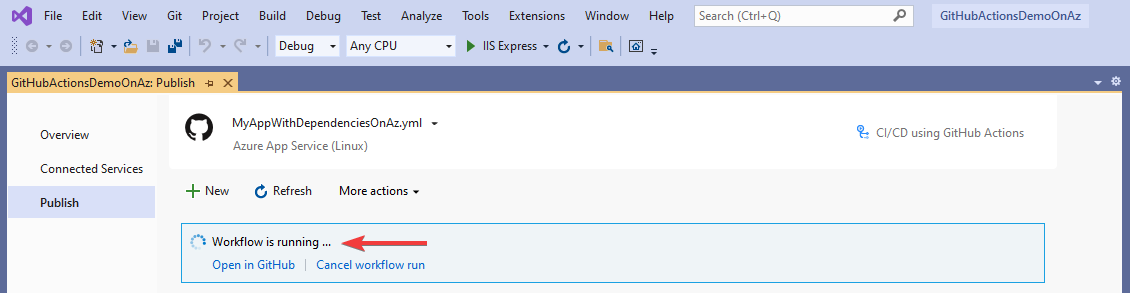 File Edit View Git Project Build Debug Test Analyze Tools Extensions Window Help Search (Ctrl+Q) GitHubActionsDemoOnAz
Debug Any CPU IIS Express
GitHubActionsDemoOnAz: Publish
Overview
Connected Services
Publish
MyAppWithDependenciesOnAz.yml
Azure App Service (Linux)
CI/CD using GitHub Actions
New Refresh More actions
Workflow is running ...
Open in GitHub Cancel workflow run